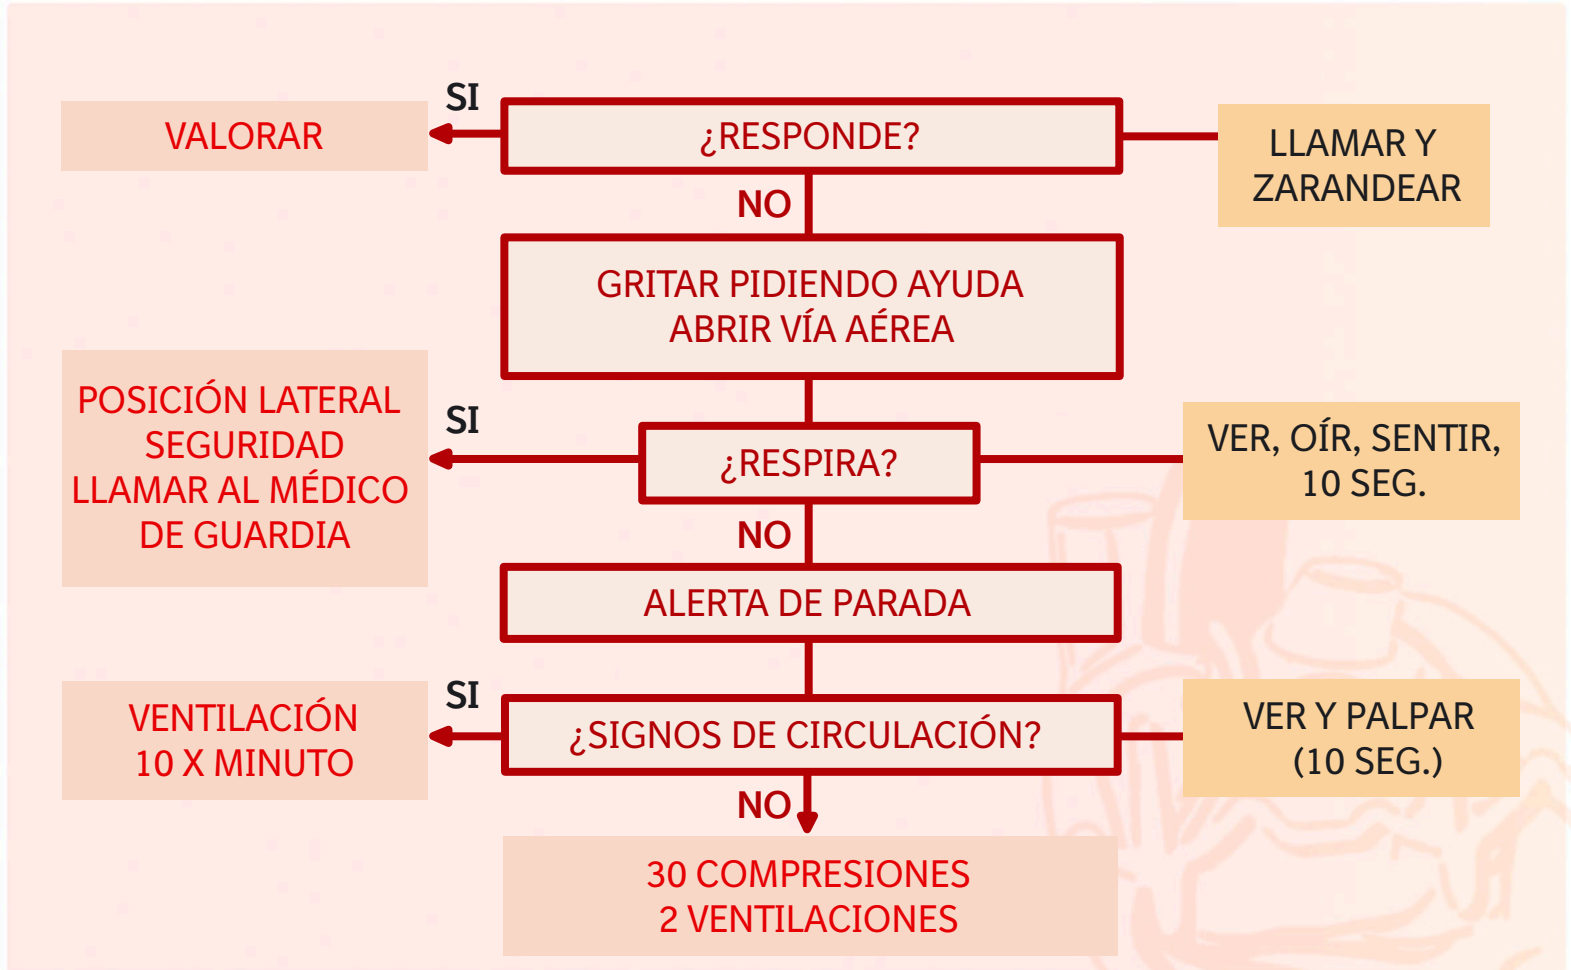 SI
VALORAR
¿RESPONDE?
LLAMAR Y
ZARANDEAR
NO
GRITAR PIDIENDO AYUDA
ABRIR VÍA AÉREA
POSICIÓN LATERAL
SEGURIDAD
LLAMAR AL MÉDICO
DE GUARDIA
SI
¿RESPIRA?
VER, OÍR, SENTIR,
10 SEG.
NO
ALERTA DE PARADA
VENTILACIÓN
10 X MINUTO
SI
¿SIGNOS DE CIRCULACIÓN?
VER Y PALPAR
(10 SEG.)
NO
30 COMPRESIONES
2 VENTILACIONES